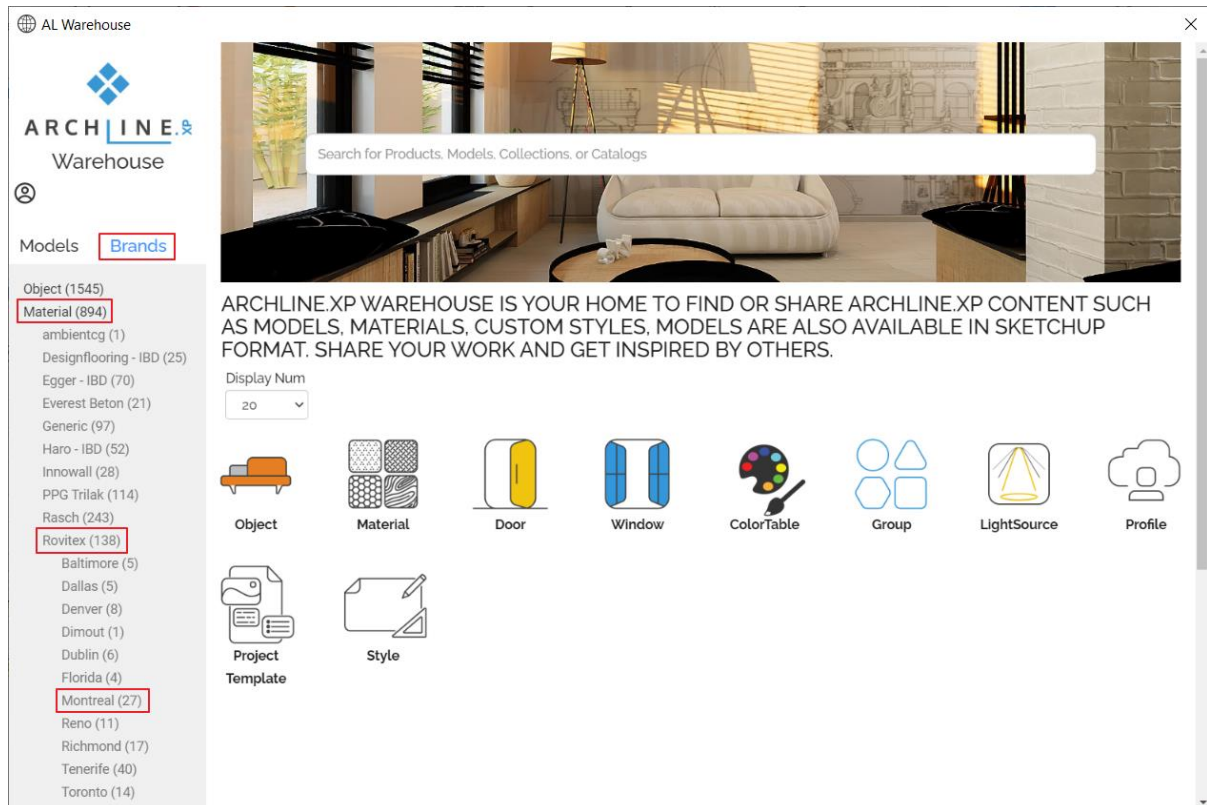 AL Warehouse
ARCHLINE.XP
Warehouse
Models Brands
Object (1545)
Material (894)
ambientcg (1)
Designflooring - IBD (25)
Egger - IBD (70)
Everest Beton (21)
Generic (97)
Haro - IBD (52)
Innowall (28)
PPG Trilak (114)
Rasch (243)
Rovitex (138)
Baltimore (5)
Dallas (5)
Denver (8)
Dimout (1)
Dublin (6)
Florida (4)
Montreal (27)
Reno (11)
Richmond (17)
Tenerife (40)
Toronto (14)
Search for Products, Models, Collections, or Catalogs
ARCHLINE.XP WAREHOUSE IS YOUR HOME TO FIND OR SHARE ARCHLINE.XP CONTENT SUCH
AS MODELS, MATERIALS, CUSTOM STYLES, MODELS ARE ALSO AVAILABLE IN SKETCHUP
FORMAT. SHARE YOUR WORK AND GET INSPIRED BY OTHERS.
Display Num
20
Object Material Door Window ColorTable Group LightSource Profile
Project
Template
Style